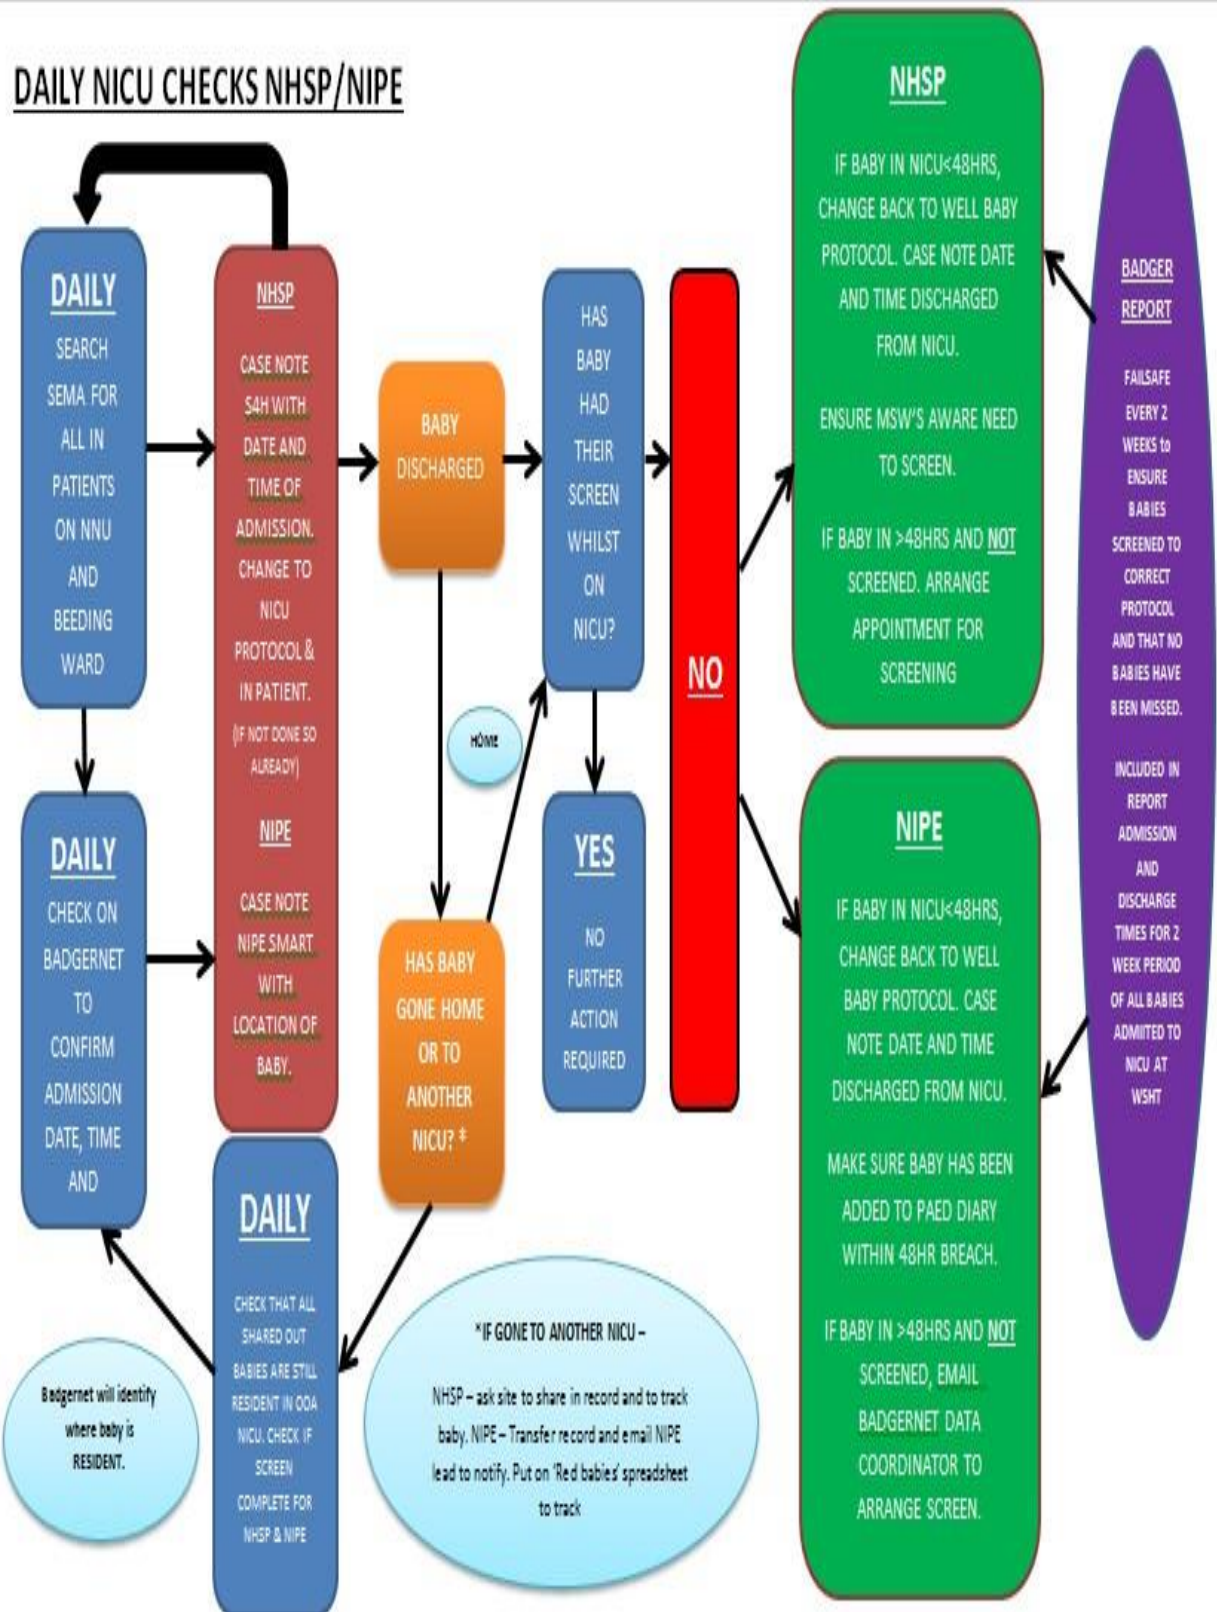 DAILY NICU CHECKS NHSP/NIPE
DAILY
SEARCH
SEMA FOR
ALL IN
PATIENTS
ON NNU
AND
BEEDING
WARD
DAILY
CHECK ON
BADGERNET
TO
CONFIRM
ADMISSION
DATE, TIME
AND
Badgernet will identify
where baby is
RESIDENT.
NHSP
CASE NOTE
S4H WITH
DATE AND
TIME OF
ADMISSION.
CHANGE TO
NICU
PROTOCOL &
IN PATIENT.
(IF NOT DONE SO
ALREADY)
NIPE
CASE NOTE
NIPE SMART
WITH
LOCATION OF
BABY.
DAILY
CHECK THAT ALL
SHARED OUT
BABIES ARE STILL
RESIDENT IN OOA
NICU. CHECK IF
SCREEN
COMPLETE FOR
NHSP & NIPE
BABY
DISCHARGED
HOME
HAS BABY
GONE HOME
OR TO
ANOTHER
NICU? *
*IF GONE TO ANOTHER NICU –
NHSP – ask site to share in record and to track
baby. NIPE – Transfer record and email NIPE
lead to notify. Put on 'Red babies' spreadsheet
to track
HAS
BABY
HAD
THEIR
SCREEN
WHILST
ON
NICU?
YES
NO
FURTHER
ACTION
REQUIRED
NO
NHSP
IF BABY IN NICU<48HRS,
CHANGE BACK TO WELL BABY
PROTOCOL. CASE NOTE DATE
AND TIME DISCHARGED
FROM NICU.
ENSURE MSW'S AWARE NEED
TO SCREEN.
IF BABY IN >48HRS AND NOT
SCREENED. ARRANGE
APPOINTMENT FOR
SCREENING
NIPE
IF BABY IN NICU<48HRS,
CHANGE BACK TO WELL
BABY PROTOCOL. CASE
NOTE DATE AND TIME
DISCHARGED FROM NICU.
MAKE SURE BABY HAS BEEN
ADDED TO PAED DIARY
WITHIN 48HR BREACH.
IF BABY IN >48HRS AND NOT
SCREENED, EMAIL
BADGERNET DATA
COORDINATOR TO
ARRANGE SCREEN.
BADGER
REPORT
FAILSAFE
EVERY 2
WEEKS to
ENSURE
BABIES
SCREENED TO
CORRECT
PROTOCOL
AND THAT NO
BABIES HAVE
BEEN MISSED.
INCLUDED IN
REPORT
ADMISSION
AND
DISCHARGE
TIMES FOR 2
WEEK PERIOD
OF ALL BABIES
ADMIITED TO
NICU AT
WSHT